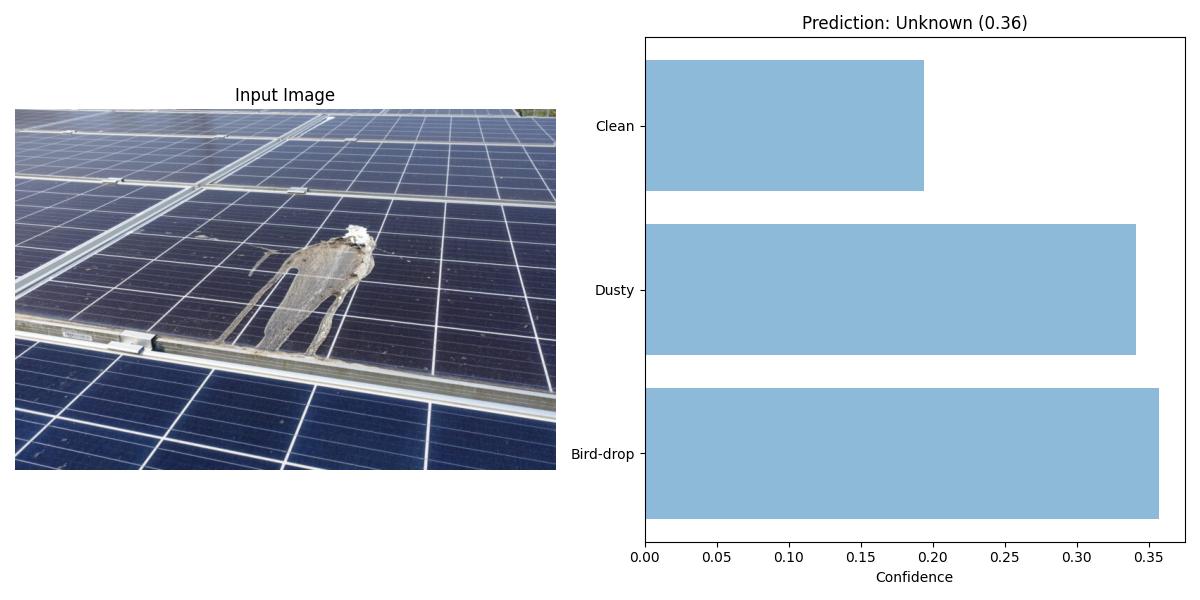 Input Image
Prediction: Unknown (0.36)
Clean
Dusty
Bird-drop
0.00 0.05 0.10 0.15 0.20 0.25 0.30 0.35
Confidence